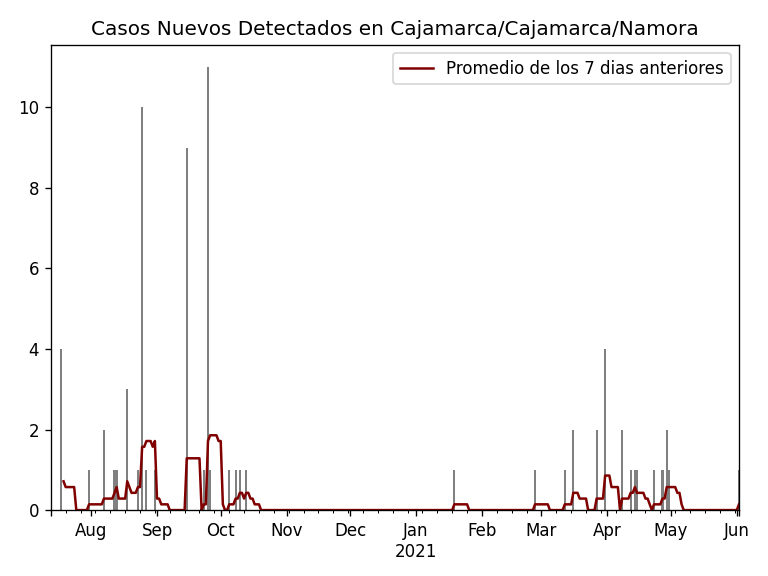 Casos Nuevos Detectados en Cajamarca/Cajamarca/Namora
Promedio de los 7 dias anteriores
10
8
6
4
2
0
Aug Sep Oct Nov Dec Jan Feb Mar Apr May Jun
2021